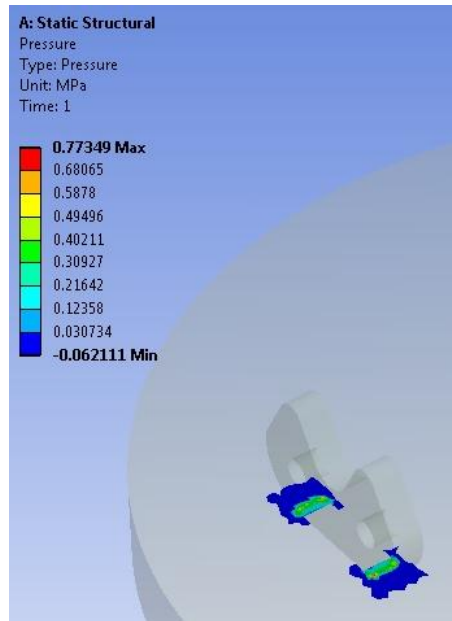 A: Static Structural
Pressure
Type: Pressure
Unit: MPa
Time: 1
0.77349 Max
0.68065
0.5878
0.49496
0.40211
0.30927
0.21642
0.12358
0.030734
-0.062111 Min